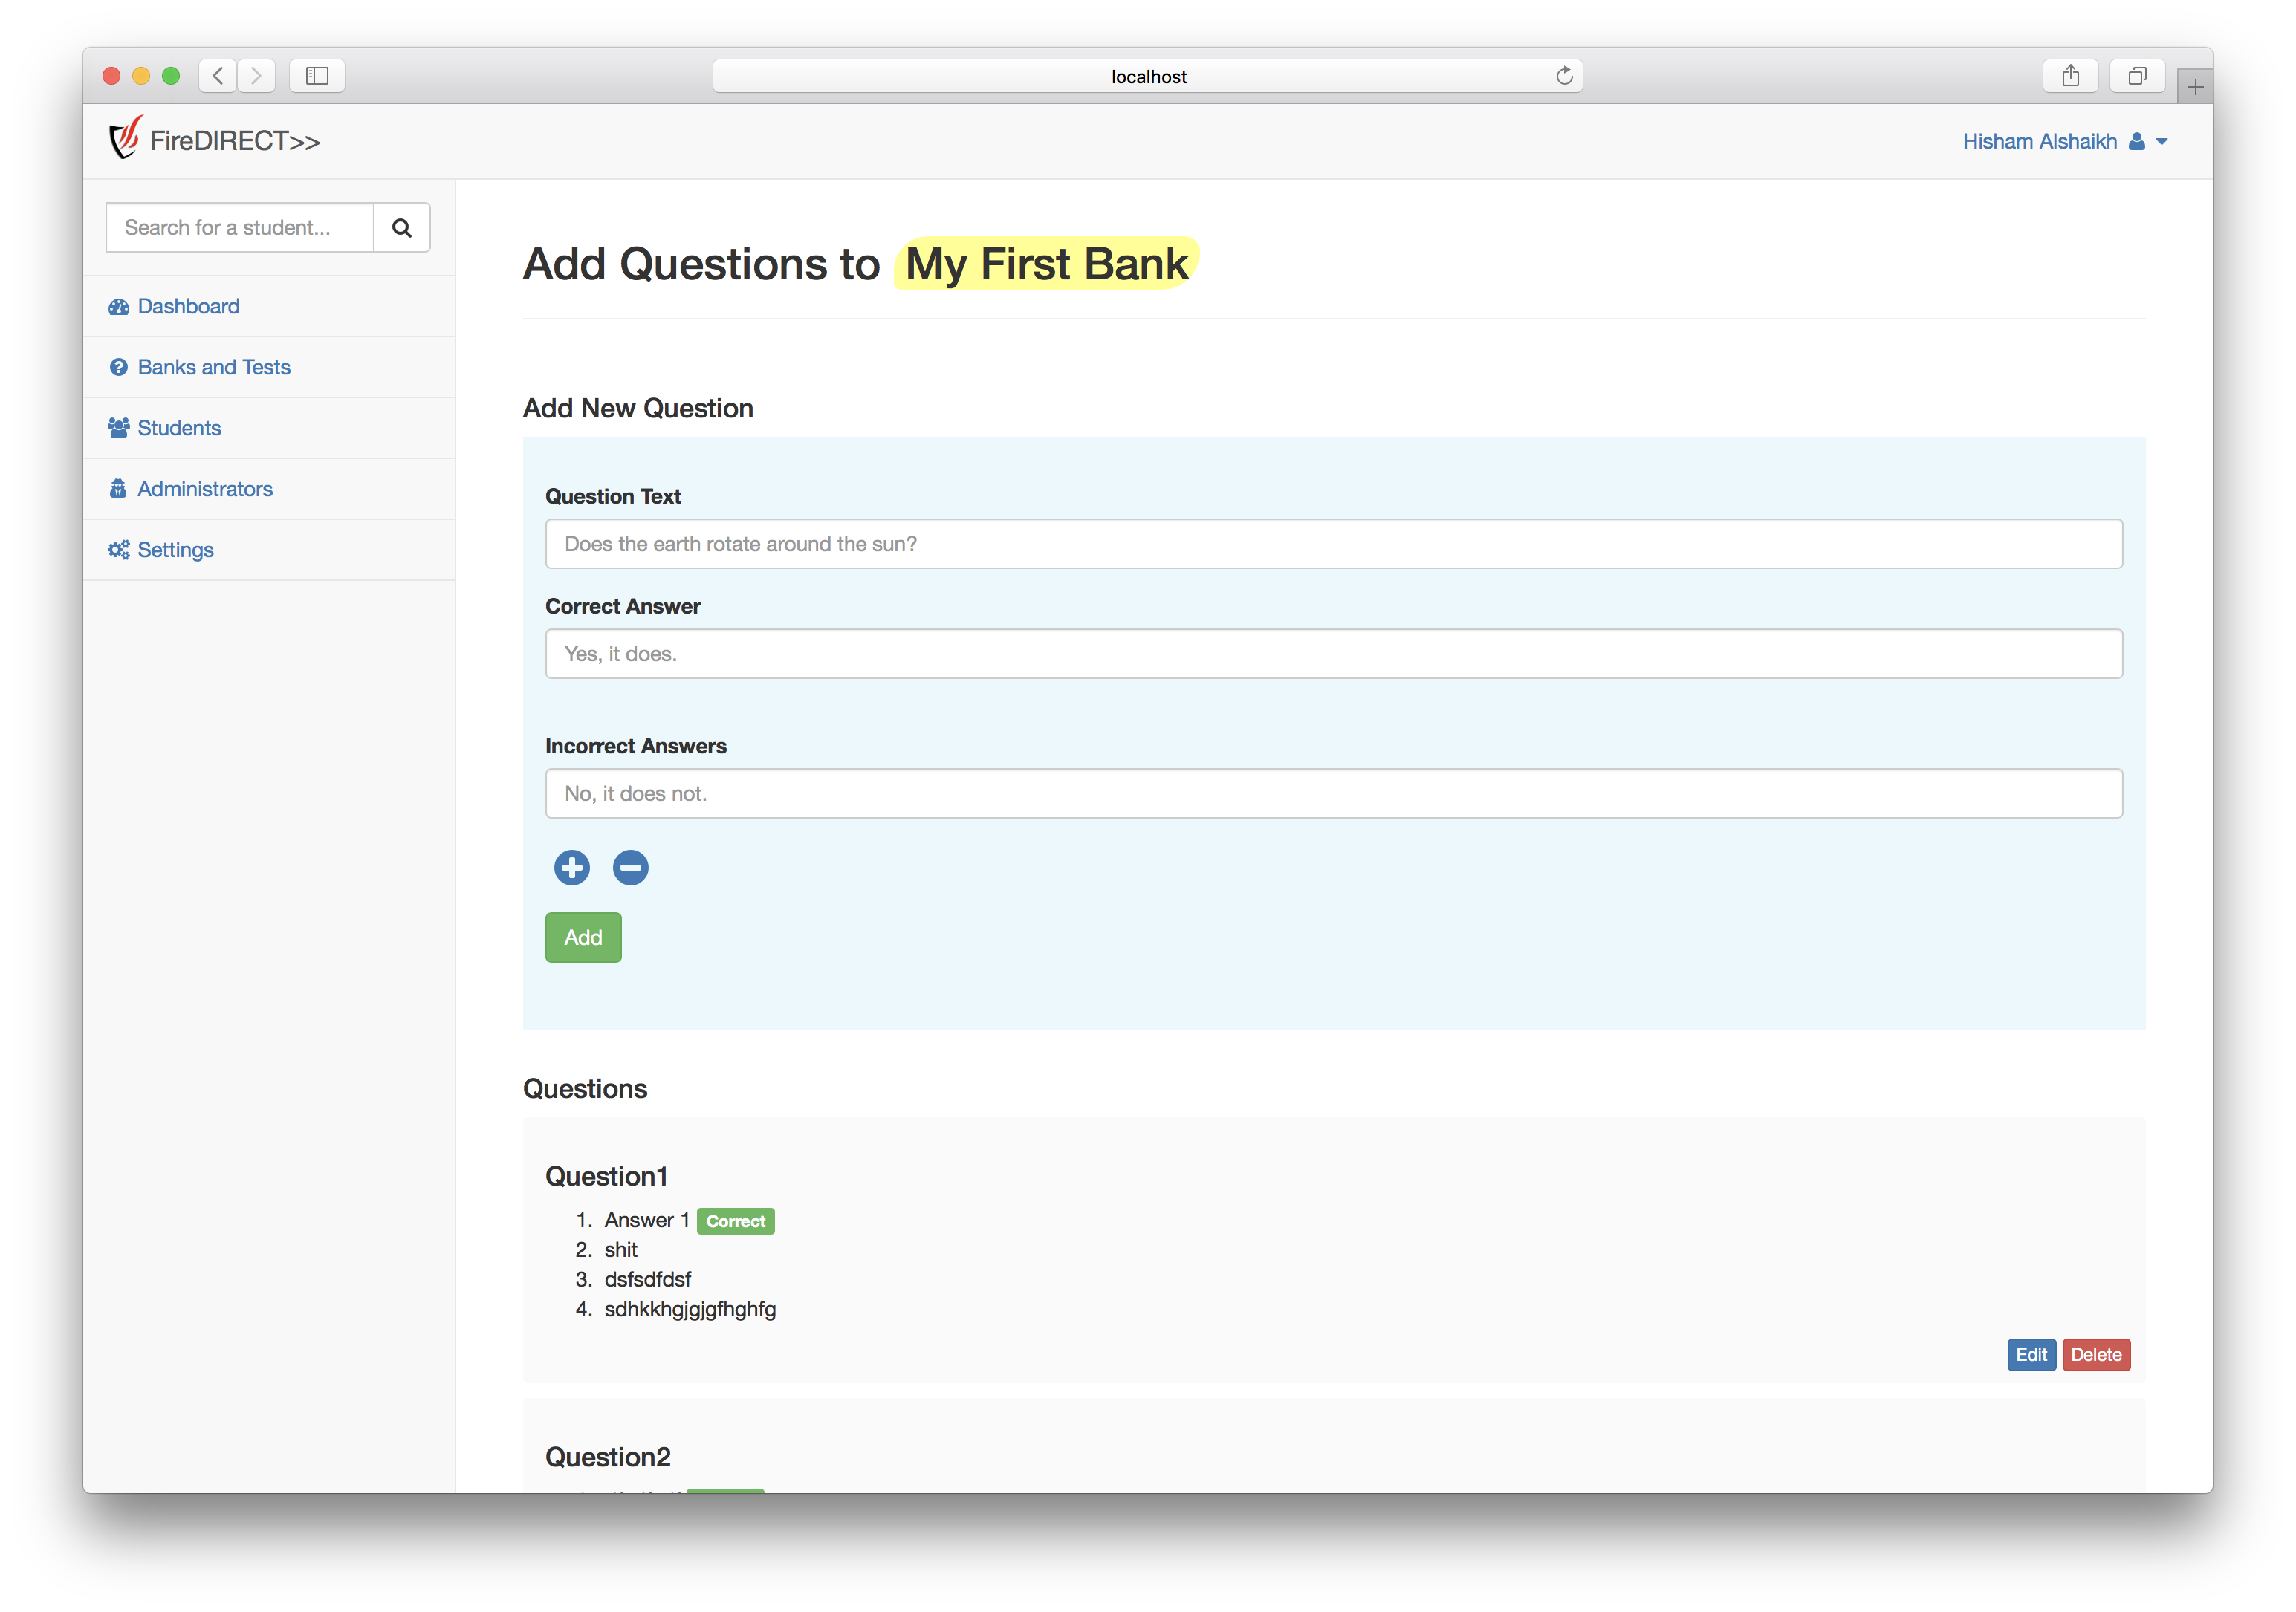 localhost
FireDIRECT>>
Hisham Alshaikh
Search for a student...
Dashboard
Banks and Tests
Students
Administrators
Settings
Add Questions to My First Bank
Add New Question
Question Text
Does the earth rotate around the sun?
Correct Answer
Yes, it does.
Incorrect Answers
No, it does not.
Add
Questions
Question1
1. Answer 1 Correct
2. shit
3. dsfsdfdsf
4. sdhkkhgjgjgfhghfg
Edit Delete
Question2